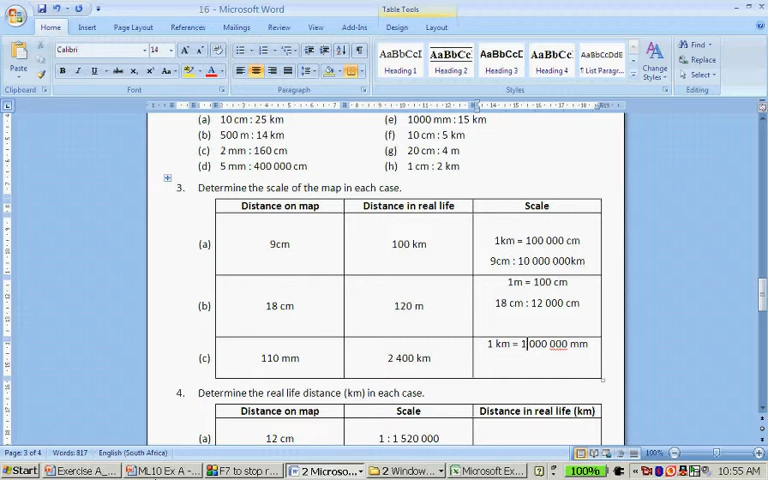 16 - Microsoft Word
Table Tools
Home Insert Page Layout References Mailings Review View Add-Ins Design Layout
Paste
Calibri 14
AaBbCcI AaBbCc AaBbCcD AaBbCc. AaBbCcDdE
Heading 1 Heading 2 Heading 3 Heading 4 ¶ List Paragr...
Change Styles
Find
Replace
Select
Clipboard Font Paragraph Styles Editing
(a) 10 cm : 25 km (e) 1000 mm : 15 km
(b) 500 m : 14 km (f) 10 cm : 5 km
(c) 2 mm : 160 cm (g) 20 cm : 4 m
(d) 5 mm : 400 000 cm (h) 1 cm : 2 km
3. Determine the scale of the map in each case.
Distance on map Distance in real life Scale
(a) 9cm 100 km 1km = 100 000 cm
9cm : 10 000 000km
(b) 18 cm 120 m 1m = 100 cm
18 cm : 12 000 cm
(c) 110 mm 2 400 km 1 km = 1 000 000 mm
4. Determine the real life distance (km) in each case.
Distance on map Scale Distance in real life (km)
(a) 12 cm 1 : 1 520 000
Page: 3 of 4 Words: 817 English (South Africa) 100%
Start Exercise A_... ML10 Ex A - ... F7 to stop r... 2 Microso... 2 Window... Microsoft Ex... 100% 10:55 AM